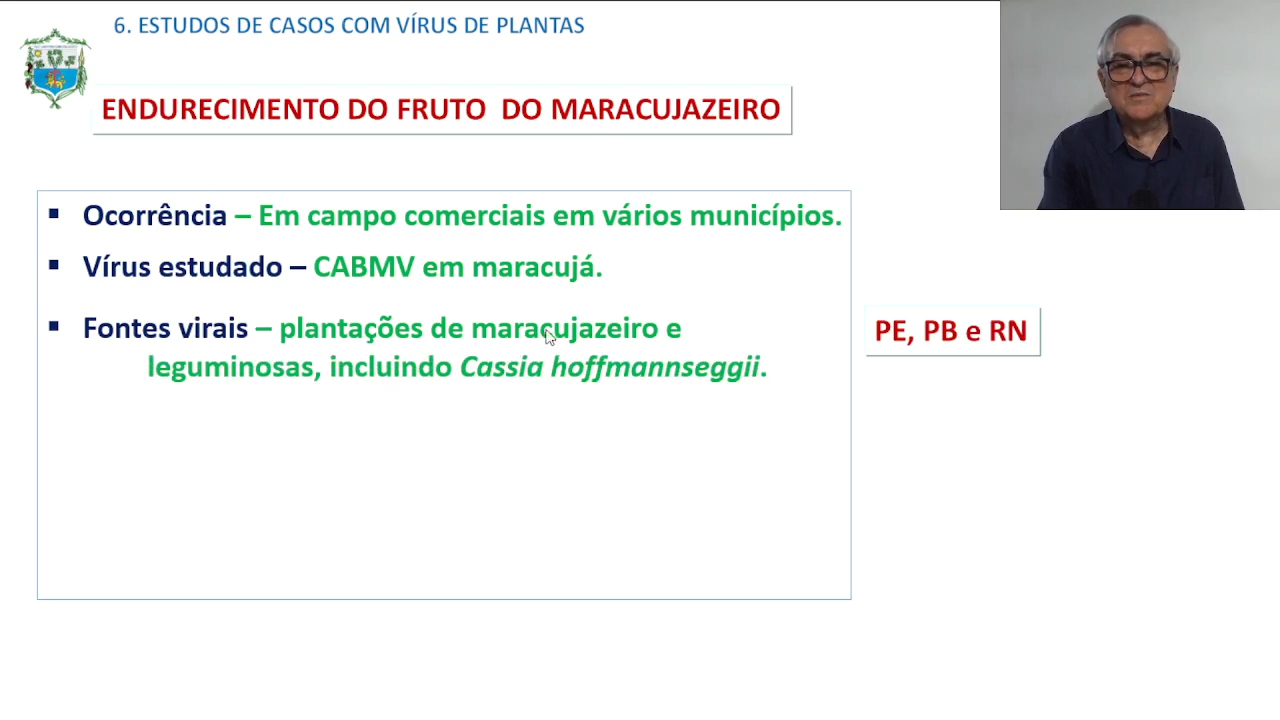 6. ESTUDOS DE CASOS COM VÍRUS DE PLANTAS
ENDURECIMENTO DO FRUTO DO MARACUJAZEIRO
▪ Ocorrência – Em campo comerciais em vários municípios.
▪ Vírus estudado – CABMV em maracujá.
▪ Fontes virais – plantações de maracujazeiro e
leguminosas, incluindo Cassia hoffmannseggii.
PE, PB e RN